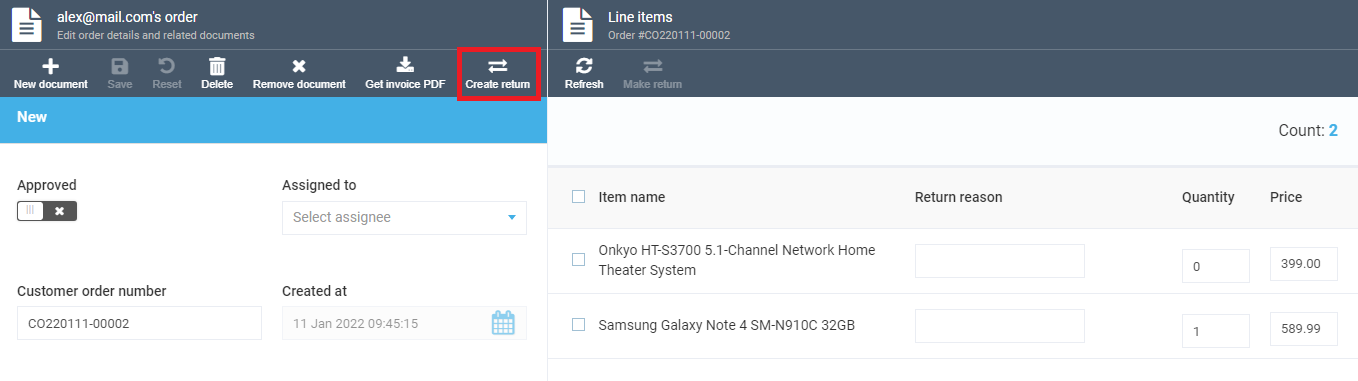 alex@mail.com's order
Edit order details and related documents
New document
Save
Reset
Delete
Remove document
Get invoice PDF
Create return
New
Approved
Assigned to
Select assignee
Customer order number
Created at
CO220111-00002
11 Jan 2022 09:45:15
Line items
Order #CO220111-00002
Refresh
Make return
Count: 2
Item name
Return reason
Quantity
Price
Onkyo HT-S3700 5.1-Channel Network Home
Theater System
0
399.00
Samsung Galaxy Note 4 SM-N910C 32GB
1
589.99